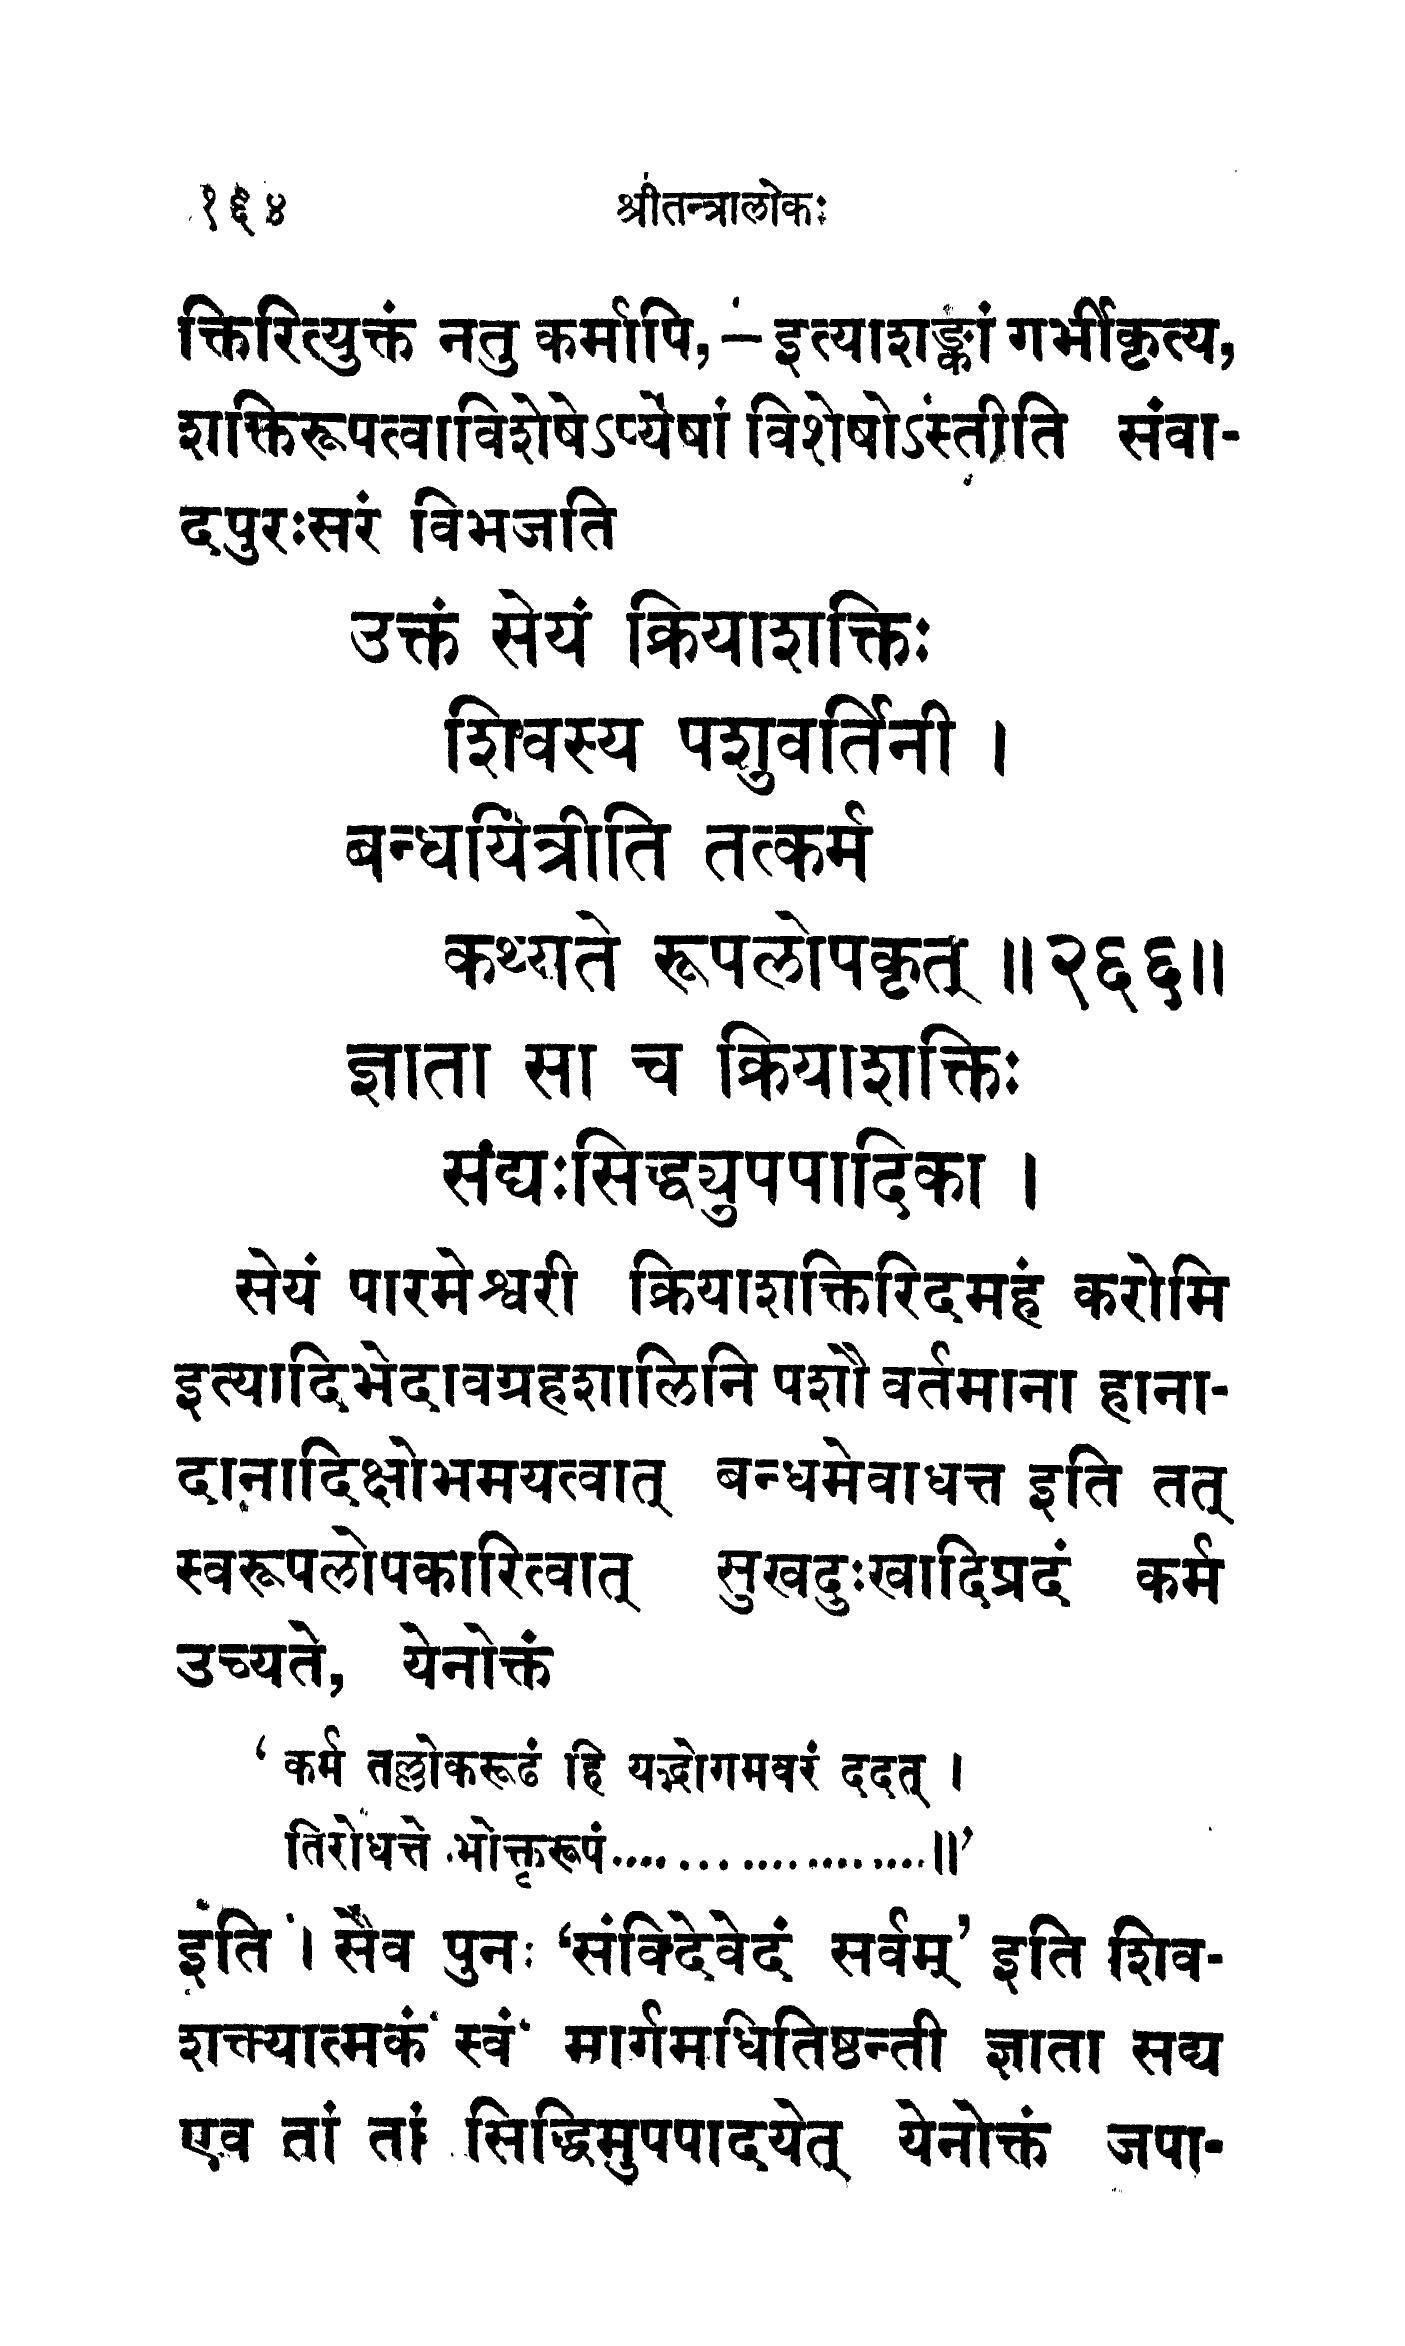 १६४ श्रीतन्त्रालोकः
क्तिरित्युक्तं नतु कर्मापि,–इत्याशङ्कां गर्भीकृत्य,
शक्तिरूपत्वाविशेषेऽप्येषां विशेषोऽस्तीति संवा-
दपुरःसरं विभजति
उक्तं सेयं क्रियाशक्तिः
शिवस्य पशुवर्तिनी ।
बन्धयित्रीति तत्कर्म
कथ्यते रूपलोपकृत् ॥२६६॥
ज्ञाता सा च क्रियाशक्तिः
सद्यःसिद्ध्युपपादिका ।
सेयं पारमेश्वरी क्रियाशक्तिरिदमहं करोमि
इत्यादिभेदावग्रहशालिनि पशौ वर्तमाना हाना-
दानादिक्षोभमयत्वात् बन्धमेवाधत्त इति तत्
स्वरूपलोपकारित्वात् सुखदुःखादिप्रदं कर्म
उच्यते, येनोक्तं
‘कर्म तल्लोकरूढं हि यद्भोगमवरं ददत् ।
तिरोधत्ते भोक्तृरूपं........................॥’
इति । सैव पुनः ‘संविदेवेदं सर्वम्’ इति शिव-
शक्त्यात्मकं स्वं मार्गमधितिष्ठन्ती ज्ञाता सद्य
एव तां तां सिद्धिमुपपादयेत् येनोक्तं जपा-